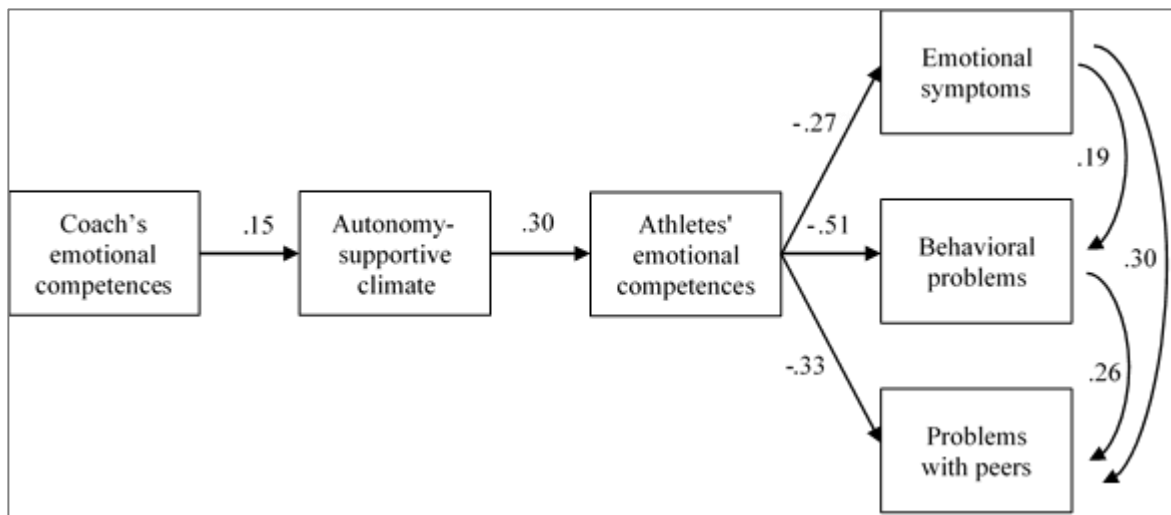 Emotional
symptoms
-.27
.19
Coach's
emotional
competences
.15
Autonomy-
supportive
climate
.30
Athletes'
emotional
competences
-.51
Behavioral
problems
.30
-.33
.26
Problems
with peers